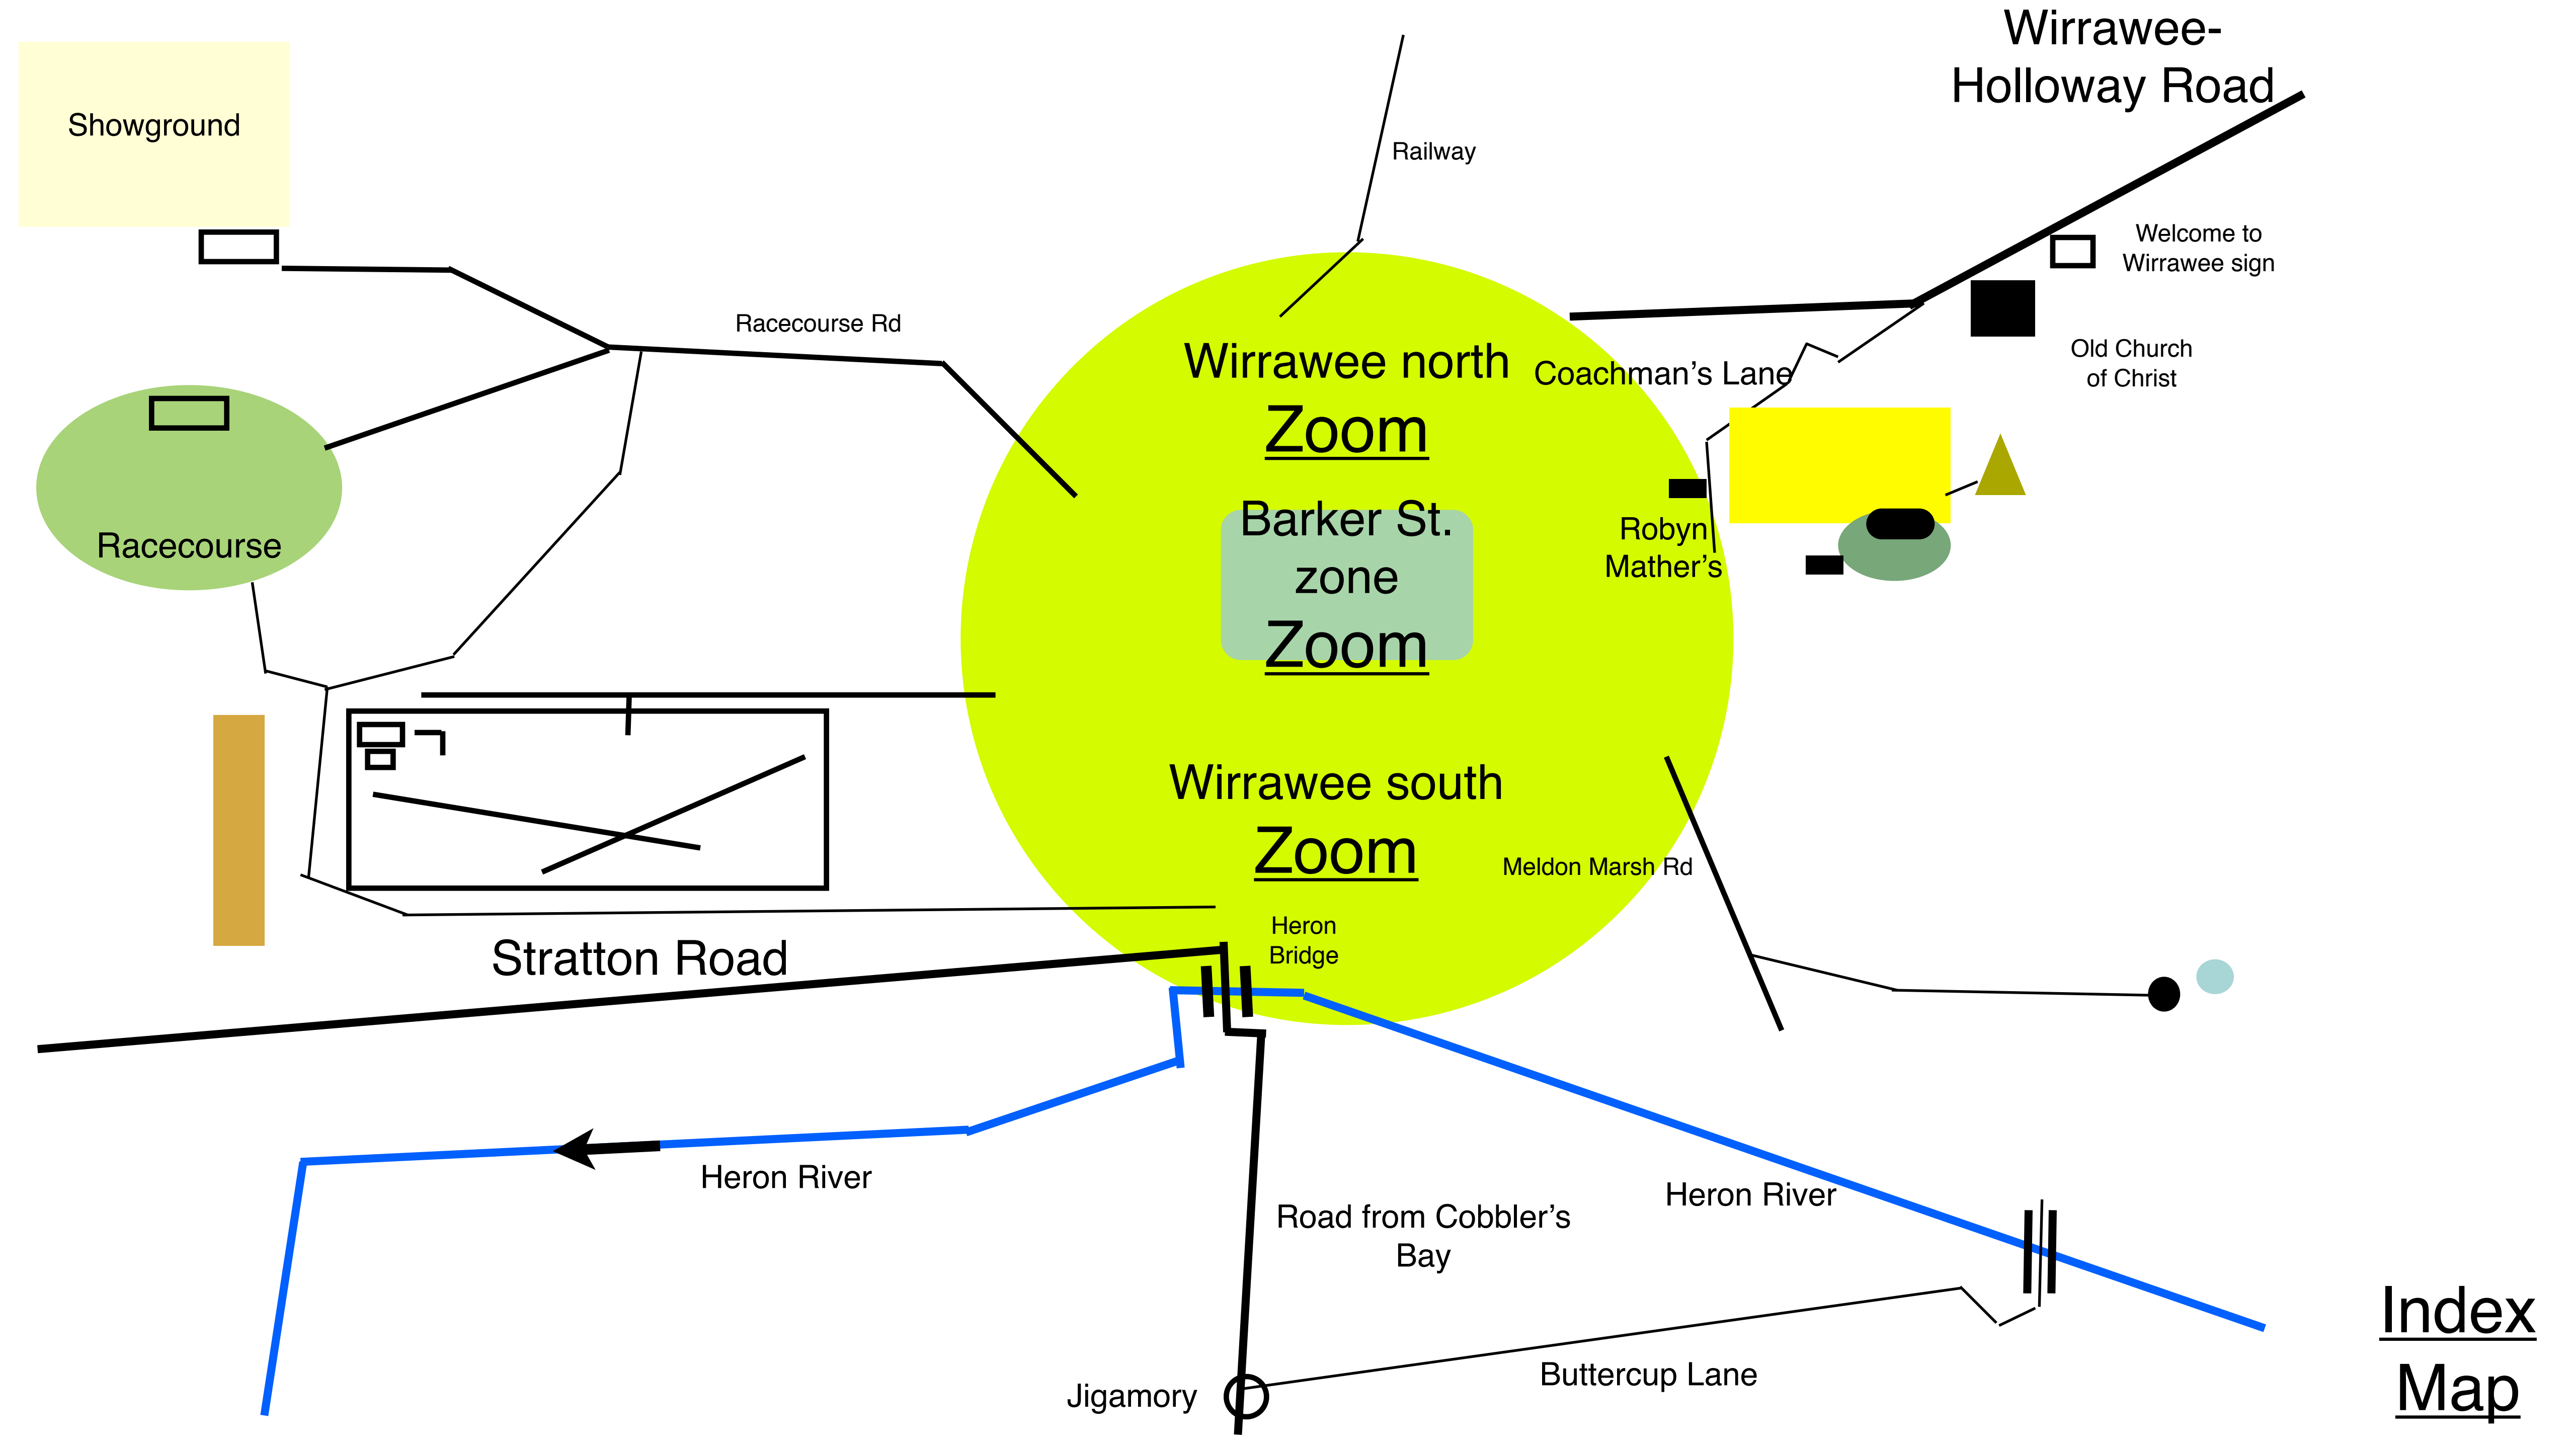 Wirrawee-
Holloway Road
Showground
Railway
Welcome to
Wirrawee sign
Racecourse Rd
Wirrawee north
Zoom
Coachman’s Lane
Old Church
of Christ
Barker St.
zone
Zoom
Robyn
Mather’s
Racecourse
Wirrawee south
Zoom
Meldon Marsh Rd
Heron
Bridge
Stratton Road
Heron River
Heron River
Road from Cobbler’s
Bay
Buttercup Lane
Jigamory
Index
Map